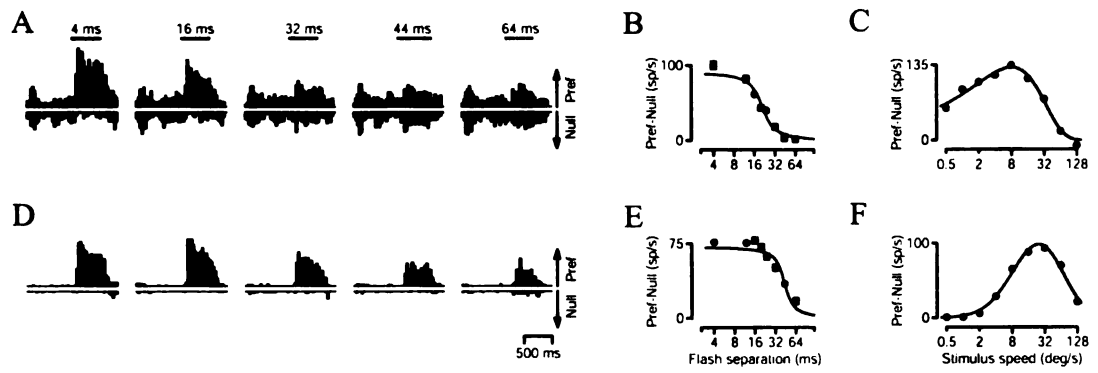 A
4 ms
16 ms
32 ms
44 ms
64 ms
Pref
Null
B
Pref-Null (sp/s)
100
0
4 8 16 32 64
C
Pref-Null (sp/s)
135
0
0.5 2 8 32 128
D
Pref
Null
500 ms
E
Pref-Null (sp/s)
75
0
4 8 16 32 64
Flash separation (ms)
F
Pref-Null (sp/s)
100
0
0.5 2 8 32 128
Stimulus speed (deg/s)